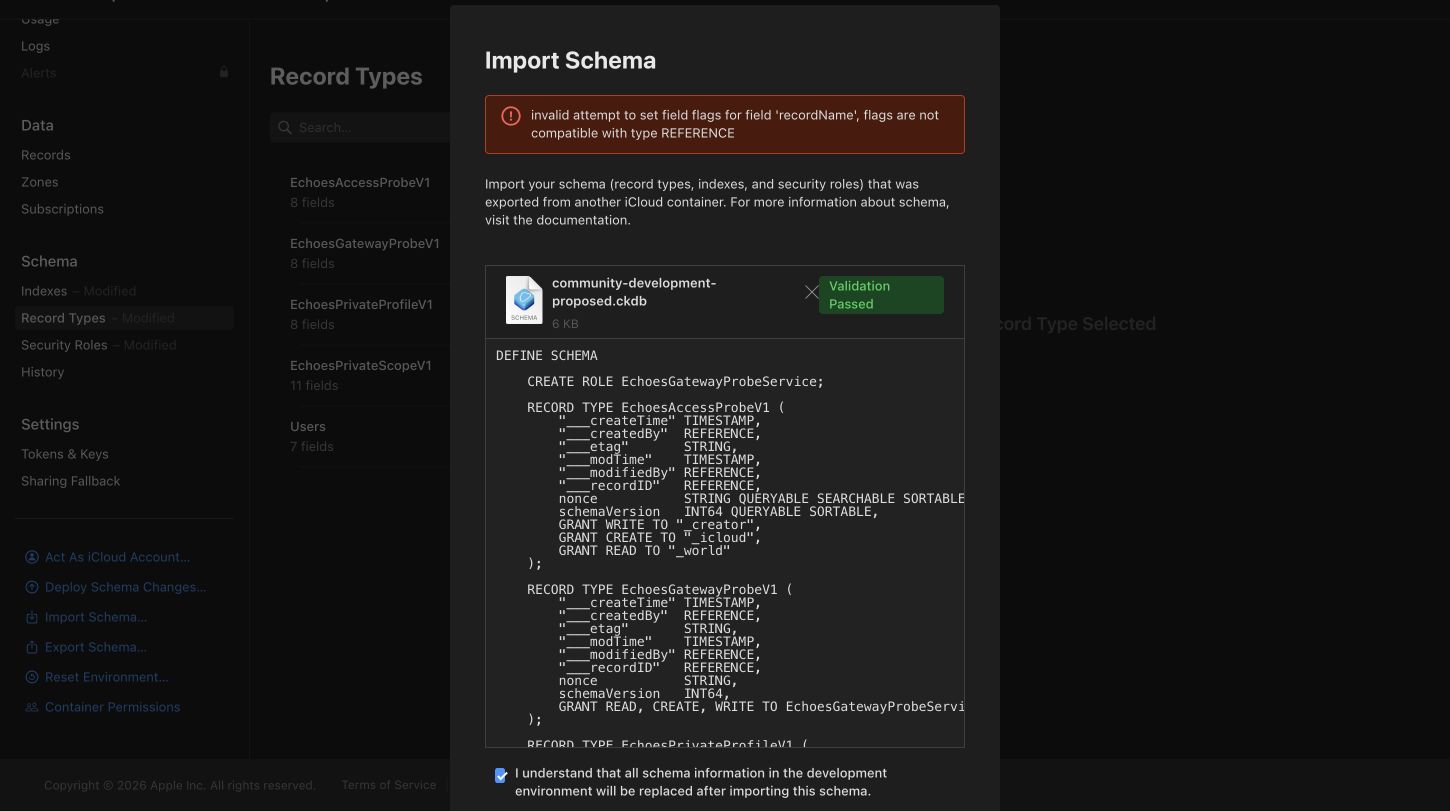 Usage
Logs
Alerts
Data
Records
Zones
Subscriptions
Schema
Indexes – Modified
Record Types – Modified
Security Roles – Modified
History
Settings
Tokens & Keys
Sharing Fallback
Act As iCloud Account...
Deploy Schema Changes...
Import Schema...
Export Schema...
Reset Environment...
Container Permissions
Record Types
Search...
EchoesAccessProbeV1
8 fields
EchoesGatewayProbeV1
8 fields
EchoesPrivateProfileV1
8 fields
EchoesPrivateScopeV1
11 fields
Users
7 fields
Import Schema
invalid attempt to set field flags for field 'recordName', flags are not
compatible with type REFERENCE
Import your schema (record types, indexes, and security roles) that was
exported from another iCloud container. For more information about schema,
visit the documentation.
SCHEMA
community-development-
proposed.ckdb
6 KB
Validation
Passed
DEFINE SCHEMA
CREATE ROLE EchoesGatewayProbeService;
RECORD TYPE EchoesAccessProbeV1 (
"___createTime" TIMESTAMP,
"___createdBy" REFERENCE,
"___etag" STRING,
"___modTime" TIMESTAMP,
"___modifiedBy" REFERENCE,
"___recordID" REFERENCE,
nonce STRING QUERYABLE SEARCHABLE SORTABLE
schemaVersion INT64 QUERYABLE SORTABLE,
GRANT WRITE TO "_creator",
GRANT CREATE TO "_icloud",
GRANT READ TO "_world"
);
RECORD TYPE EchoesGatewayProbeV1 (
"___createTime" TIMESTAMP,
"___createdBy" REFERENCE,
"___etag" STRING,
"___modTime" TIMESTAMP,
"___modifiedBy" REFERENCE,
"___recordID" REFERENCE,
nonce STRING,
schemaVersion INT64,
GRANT READ, CREATE, WRITE TO EchoesGatewayProbeServi
);
RECORD TYPE EchoesPrivateProfileV1 (
I understand that all schema information in the development
environment will be replaced after importing this schema.
cord Type Selected
Copyright © 2026 Apple Inc. All rights reserved. Terms of Service